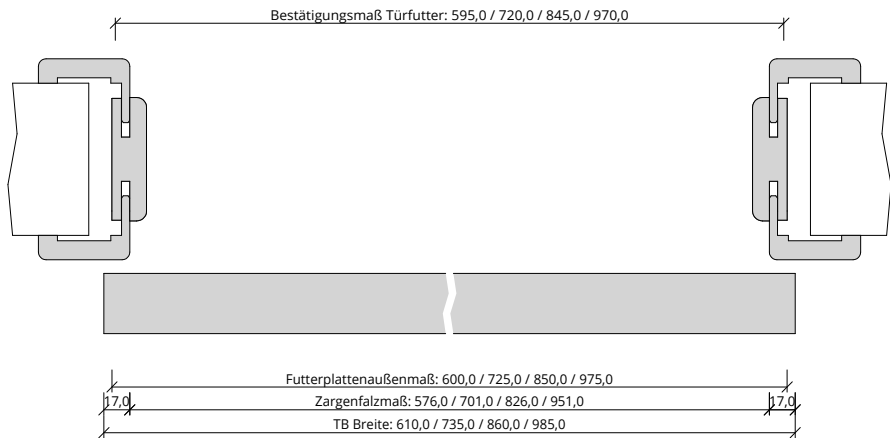 Bestätigungsmaß Türfutter: 595,0 / 720,0 / 845,0 / 970,0
Futterplattenaußenmaß: 600,0 / 725,0 / 850,0 / 975,0
17,0 Zargenfalzmaß: 576,0 / 701,0 / 826,0 / 951,0 17,0
TB Breite: 610,0 / 735,0 / 860,0 / 985,0